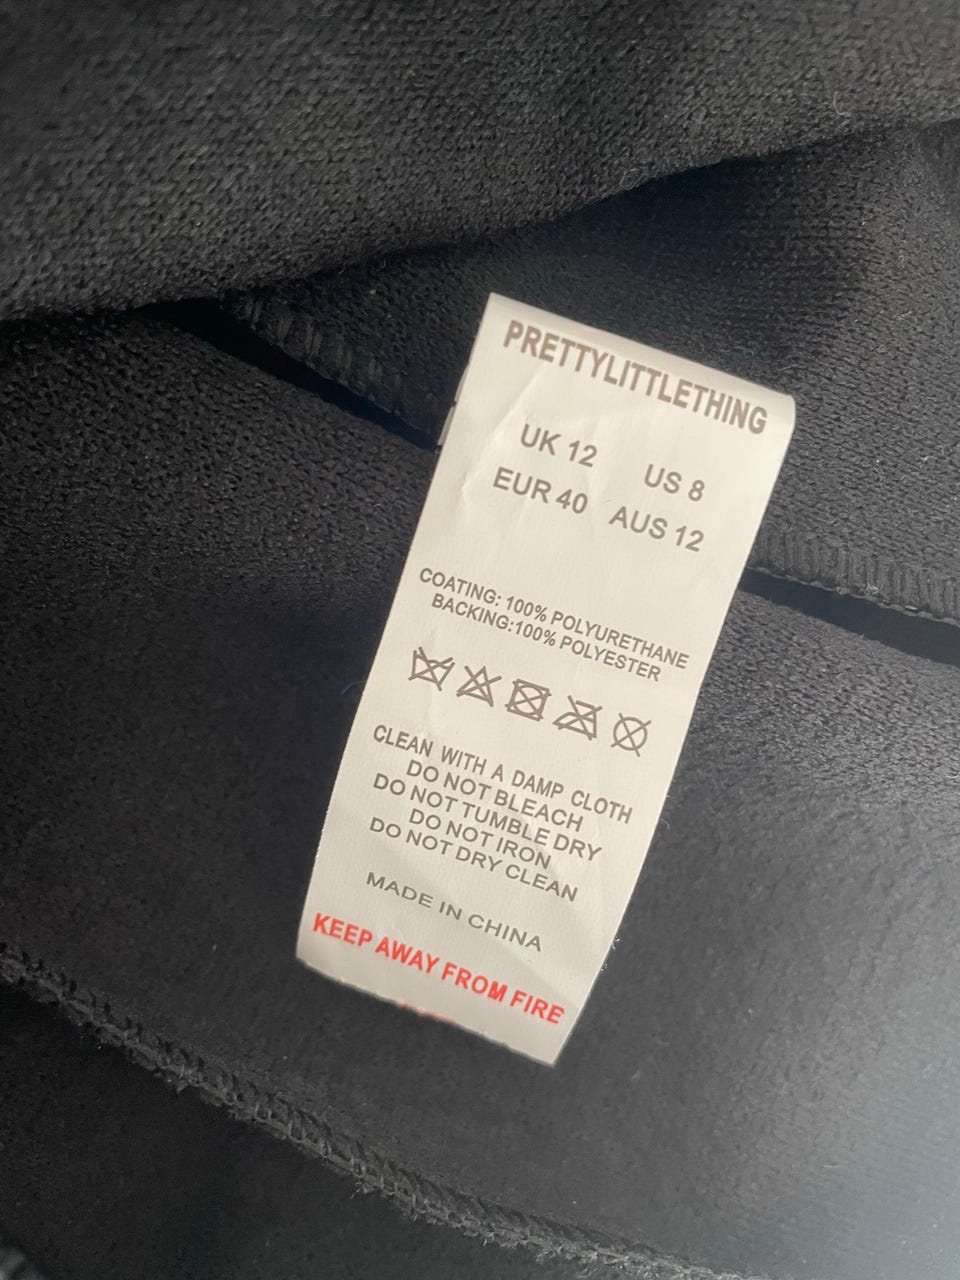 PRETTYLITTLETHING
UK 12 US 8
EUR 40 AUS 12
COATING: 100% POLYURETHANE
BACKING:100% POLYESTER
CLEAN WITH A DAMP CLOTH
DO NOT BLEACH
DO NOT TUMBLE DRY
DO NOT IRON
DO NOT DRY CLEAN
MADE IN CHINA
KEEP AWAY FROM FIRE